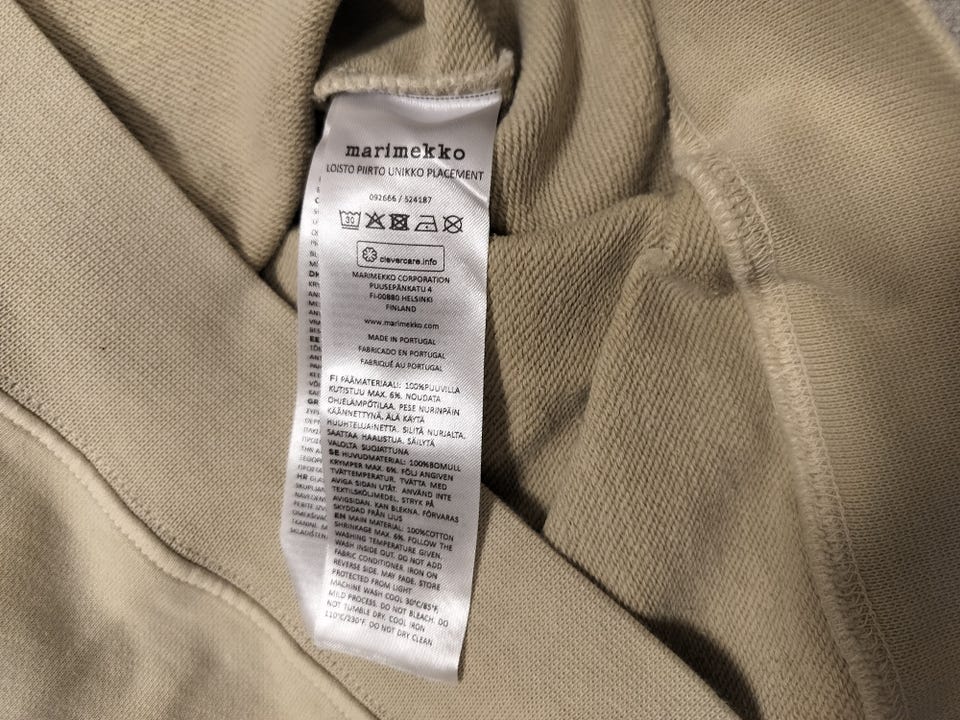 marimekko
LOISTO PIIRTO UNIKKO PLACEMENT
092666 / 524187
30
clevercare.info
MARIMEKKO CORPORATION
PUUSEPÄNKATU 4
FI-00880 HELSINKI
FINLAND
www.marimekko.com
MADE IN PORTUGAL
FABRICADO EN PORTUGAL
FABRIQUÉ AU PORTUGAL
FI PÄÄMATERIAALI: 100%PUUVILLA
KUTISTUU MAX. 6%. NOUDATA
OHJELÄMPÖTILAA. PESE NURINPÄIN
KÄÄNNETTYNÄ. ÄLÄ KÄYTÄ
HUUHTELUAINETTA. SILITÄ NURJALTA.
SAATTAA HAALISTUA. SÄILYTÄ
VALOLTA SUOJATTUNA
SE HUVUDMATERIAL: 100%BOMULL
KRYMPER MAX. 6%. FÖLJ ANGIVEN
TVÄTTEMPERATUR. TVÄTTA MED
AVIGA SIDAN UTÅT. ANVÄND INTE
TEXTILSKÖLJMEDEL. STRYK PÅ
AVIGSIDAN. KAN BLEKNA. FÖRVARAS
SKYDDAD FRÅN LJUS
EN MAIN MATERIAL: 100%COTTON
SHRINKAGE MAX. 6%. FOLLOW THE
WASHING TEMPERATURE GIVEN.
WASH INSIDE OUT. DO NOT ADD
FABRIC CONDITIONER. IRON ON
REVERSE SIDE. MAY FADE. STORE
PROTECTED FROM LIGHT
MACHINE WASH COOL 30°C/85°F,
MILD PROCESS. DO NOT BLEACH. DO
NOT TUMBLE DRY. COOL IRON
110°C/230°F. DO NOT DRY CLEAN